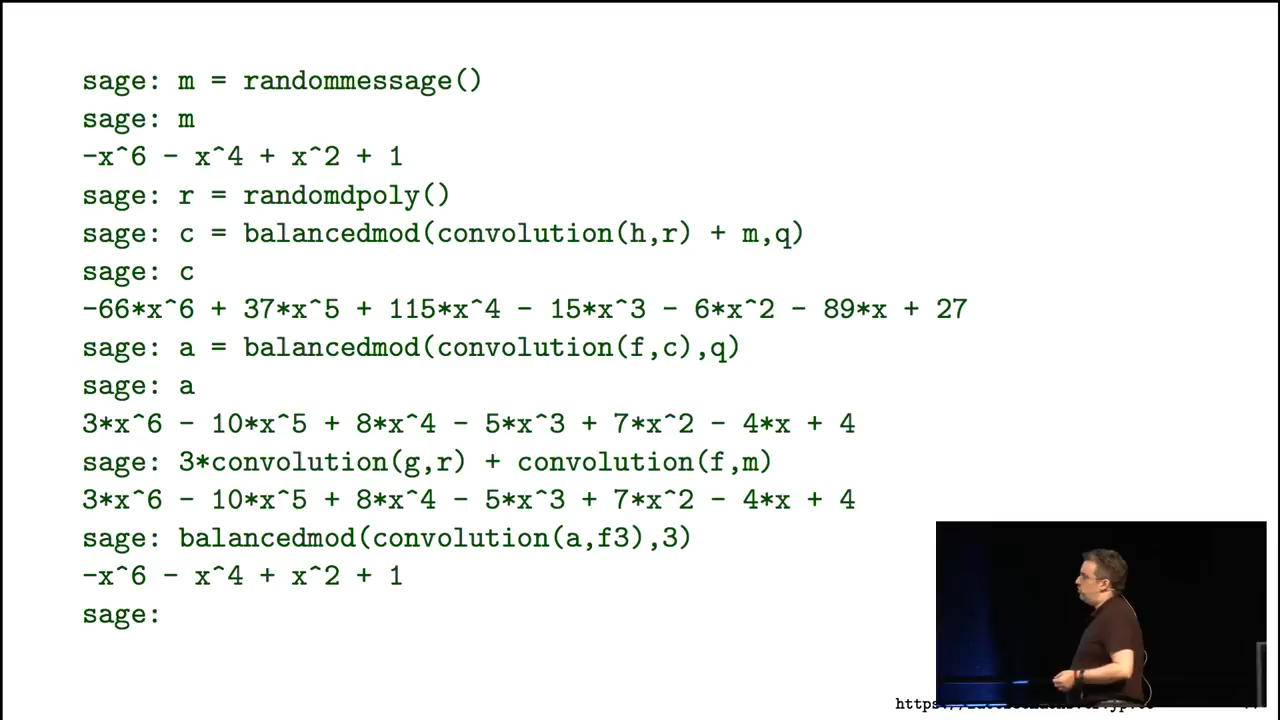 sage: m = randommessage()
sage: m
-x^6 - x^4 + x^2 + 1
sage: r = randomdpoly()
sage: c = balancedmod(convolution(h,r) + m,q)
sage: c
-66*x^6 + 37*x^5 + 115*x^4 - 15*x^3 - 6*x^2 - 89*x + 27
sage: a = balancedmod(convolution(f,c),q)
sage: a
3*x^6 - 10*x^5 + 8*x^4 - 5*x^3 + 7*x^2 - 4*x + 4
sage: 3*convolution(g,r) + convolution(f,m)
3*x^6 - 10*x^5 + 8*x^4 - 5*x^3 + 7*x^2 - 4*x + 4
sage: balancedmod(convolution(a,f3),3)
-x^6 - x^4 + x^2 + 1
sage: